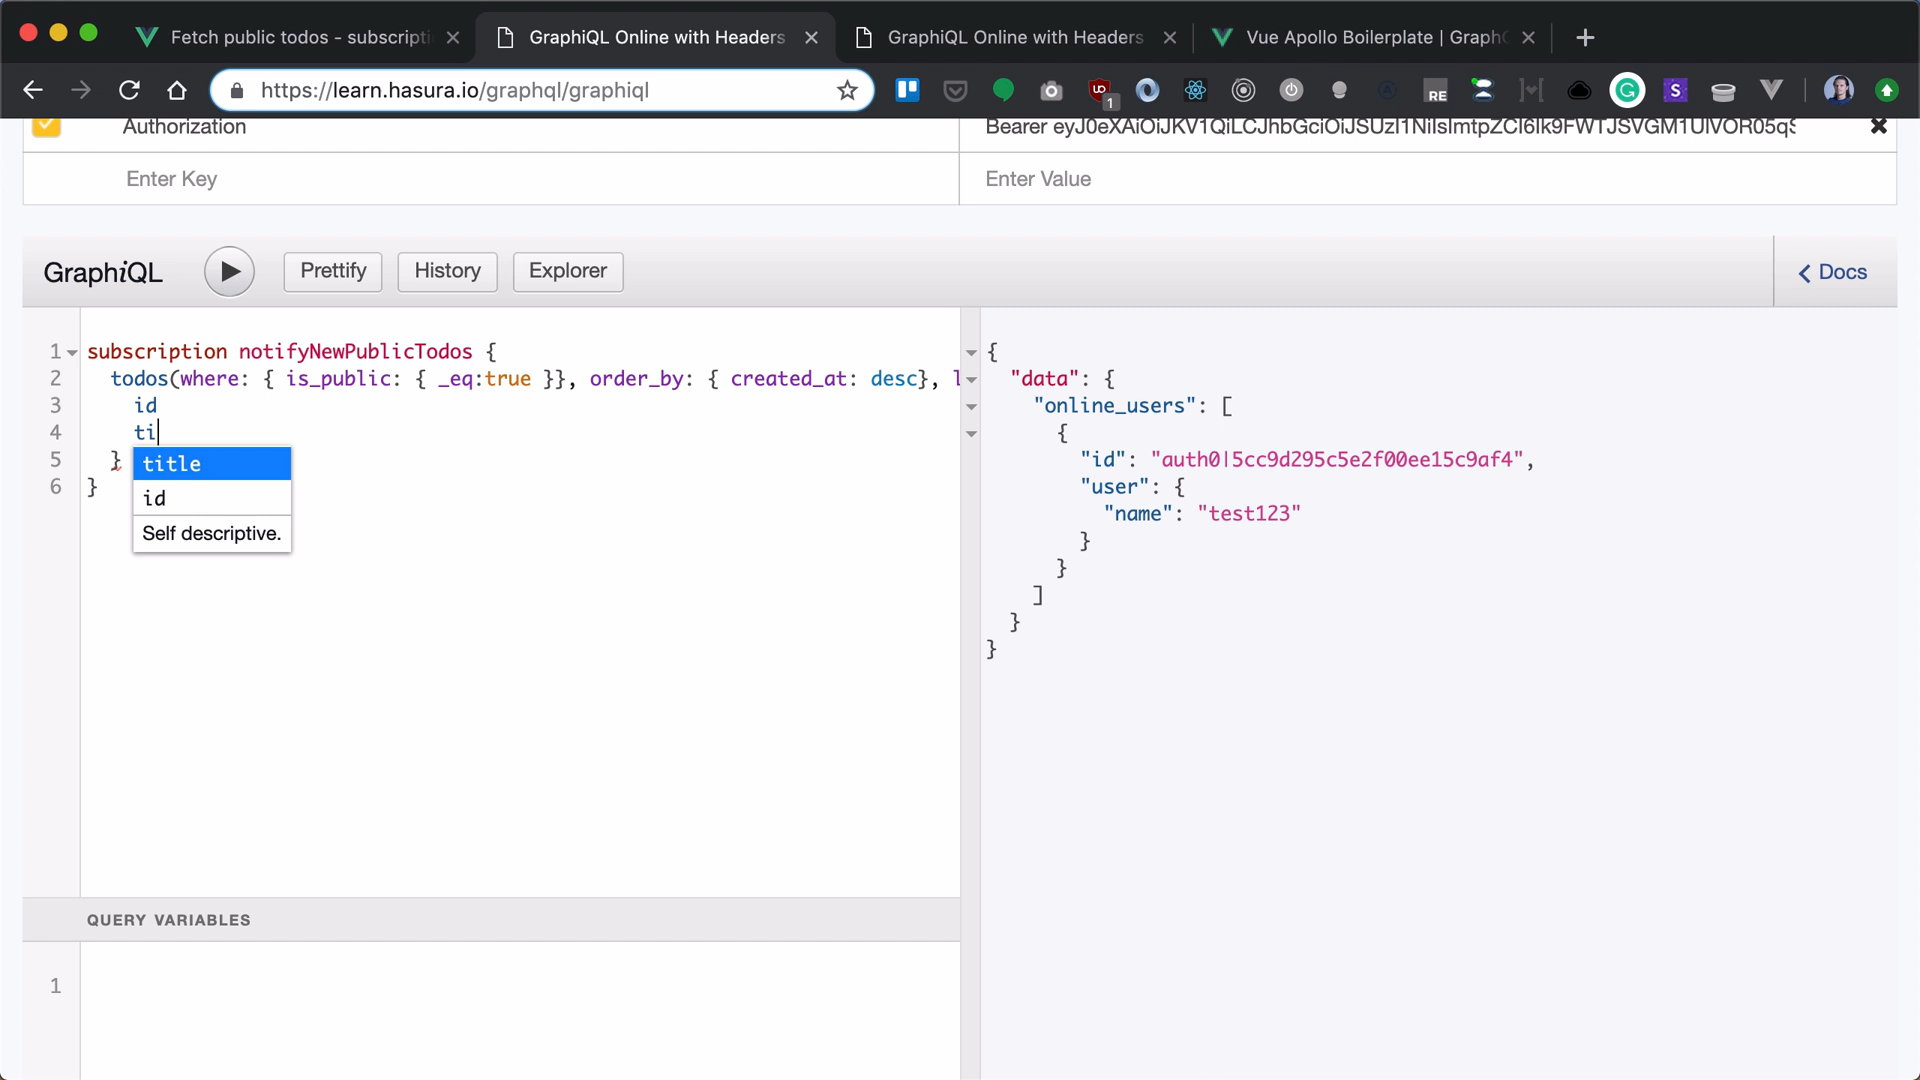 Fetch public todos - subscripti
GraphiQL Online with Headers
GraphiQL Online with Headers
Vue Apollo Boilerplate | Graph
https://learn.hasura.io/graphql/graphiql
UD
1
RE
S
Authorization
Bearer
Enter Key
Enter Value
GraphiQL
Prettify
History
Explorer
Docs
1 subscription notifyNewPublicTodos {
2 todos(where: { is_public: { _eq:true }}, order_by: { created_at: desc}, l
3 id
4 ti
5 }
6 }
title
id
Self descriptive.
{
"data": {
"online_users": [
{
"id": "auth0|5cc9d295c5e2f00ee15c9af4",
"user": {
"name": "test123"
}
}
]
}
}
QUERY VARIABLES
1